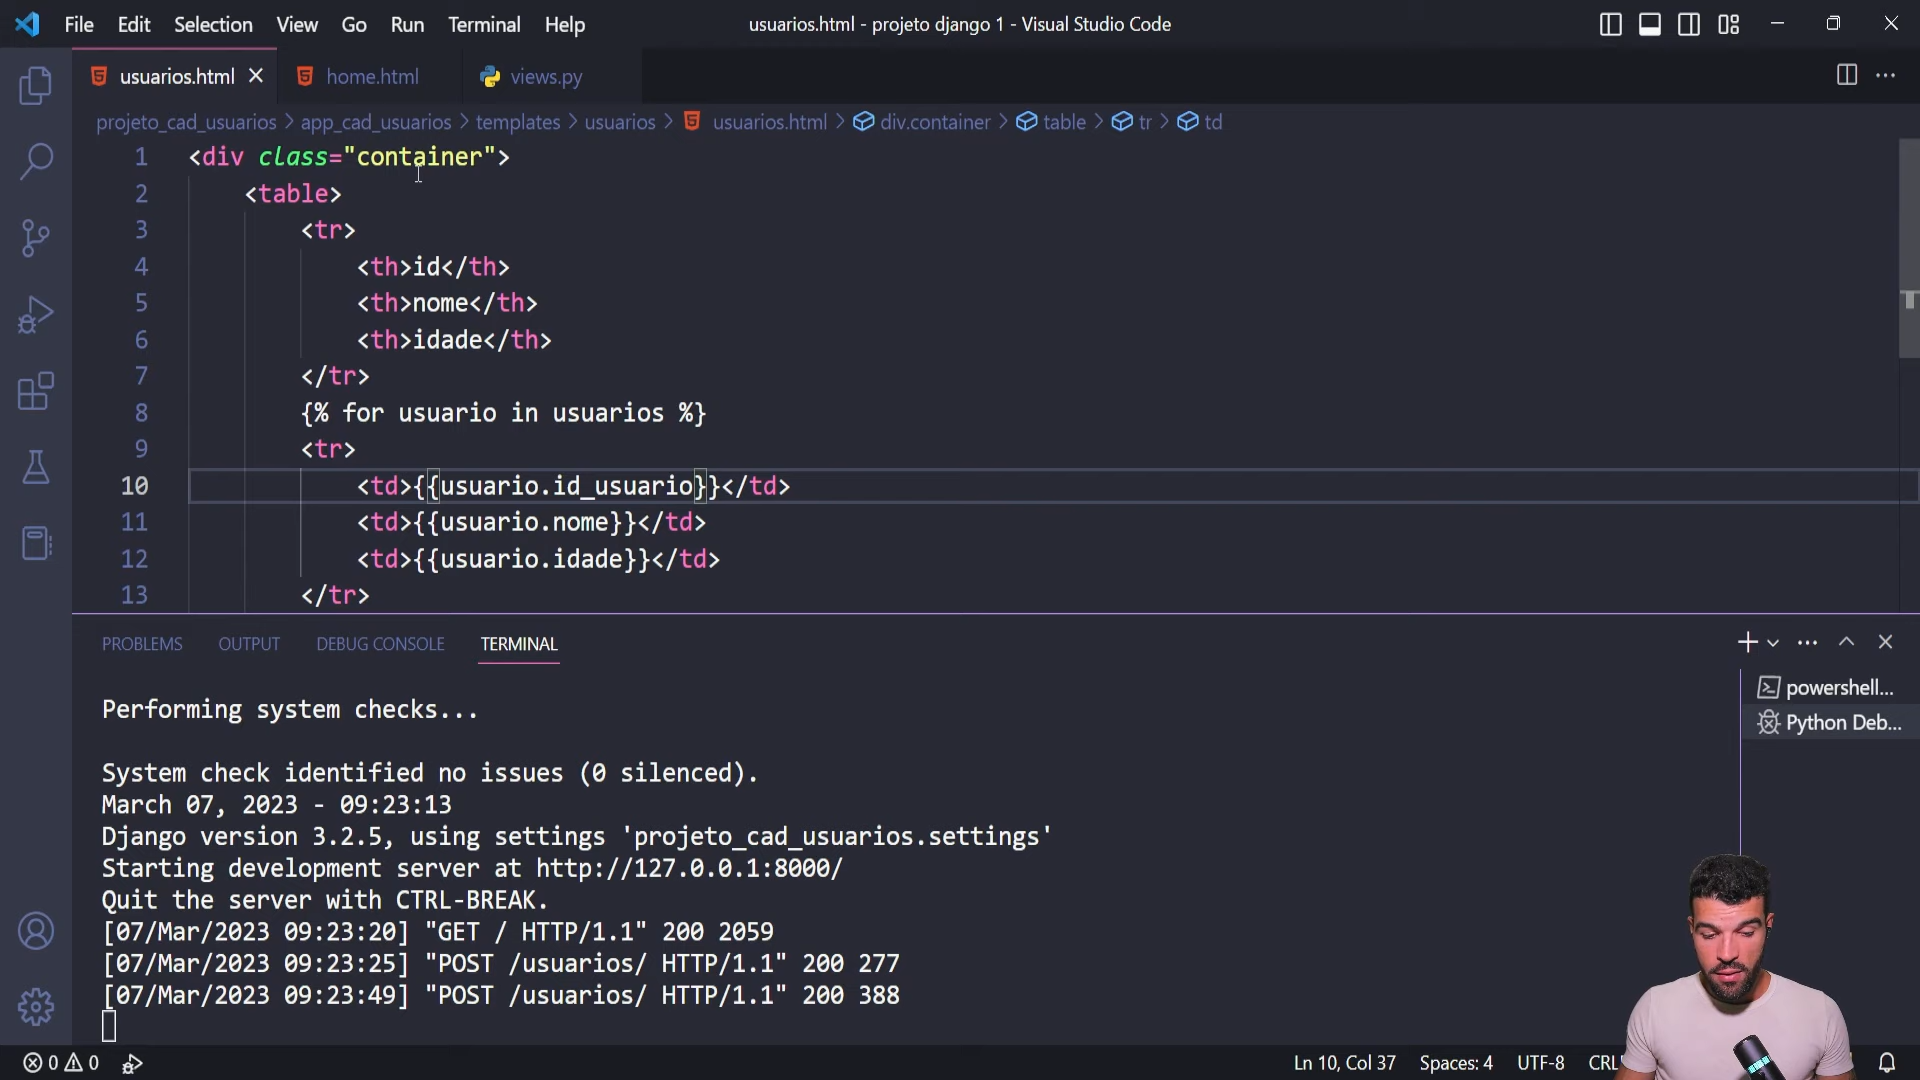 File Edit Selection View Go Run Terminal Help
usuarios.html - projeto django 1 - Visual Studio Code
usuarios.html home.html views.py
projeto_cad_usuarios > app_cad_usuarios > templates > usuarios > usuarios.html > div.container > table > tr > td
1 <div class="container">
2 <table>
3 <tr>
4 <th>id</th>
5 <th>nome</th>
6 <th>idade</th>
7 </tr>
8 {% for usuario in usuarios %}
9 <tr>
10 <td>{{usuario.id_usuario}}</td>
11 <td>{{usuario.nome}}</td>
12 <td>{{usuario.idade}}</td>
13 </tr>
PROBLEMS OUTPUT DEBUG CONSOLE TERMINAL
powershell...
Python Deb...
Performing system checks...
System check identified no issues (0 silenced).
March 07, 2023 - 09:23:13
Django version 3.2.5, using settings 'projeto_cad_usuarios.settings'
Starting development server at http://127.0.0.1:8000/
Quit the server with CTRL-BREAK.
[07/Mar/2023 09:23:20] "GET / HTTP/1.1" 200 2059
[07/Mar/2023 09:23:25] "POST /usuarios/ HTTP/1.1" 200 277
[07/Mar/2023 09:23:49] "POST /usuarios/ HTTP/1.1" 200 388
0 0 Ln 10, Col 37 Spaces: 4 UTF-8